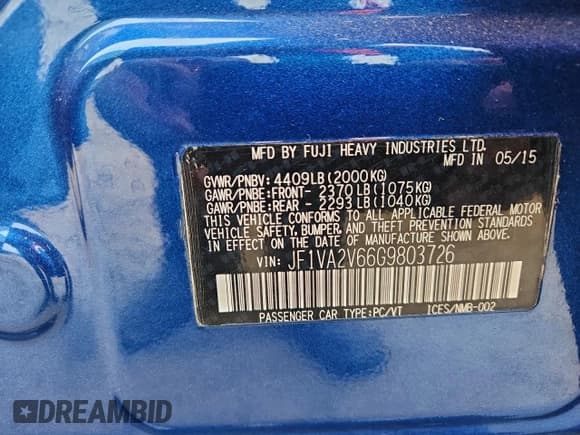 MFD BY FUJI HEAVY INDUSTRIES LTD.
MFD IN 05/15
GVWR/PNBV: 4409LB(2000KG)
GAWR/PNBE:FRONT- 2370LB(1075KG)
GAWR/PNBE:REAR - 2293LB(1040KG)
THIS VEHICLE CONFORMS TO ALL APPLICABLE FEDERAL MOTOR
VEHICLE SAFETY, BUMPER, AND THEFT PREVENTION STANDARDS
IN EFFECT ON THE DATE OF MANUFACTURE SHOWN ABOVE.
VIN: JF1VA2V66G9803726
PASSENGER CAR TYPE:PC/VT ICES/NMB-002
DREAMBID